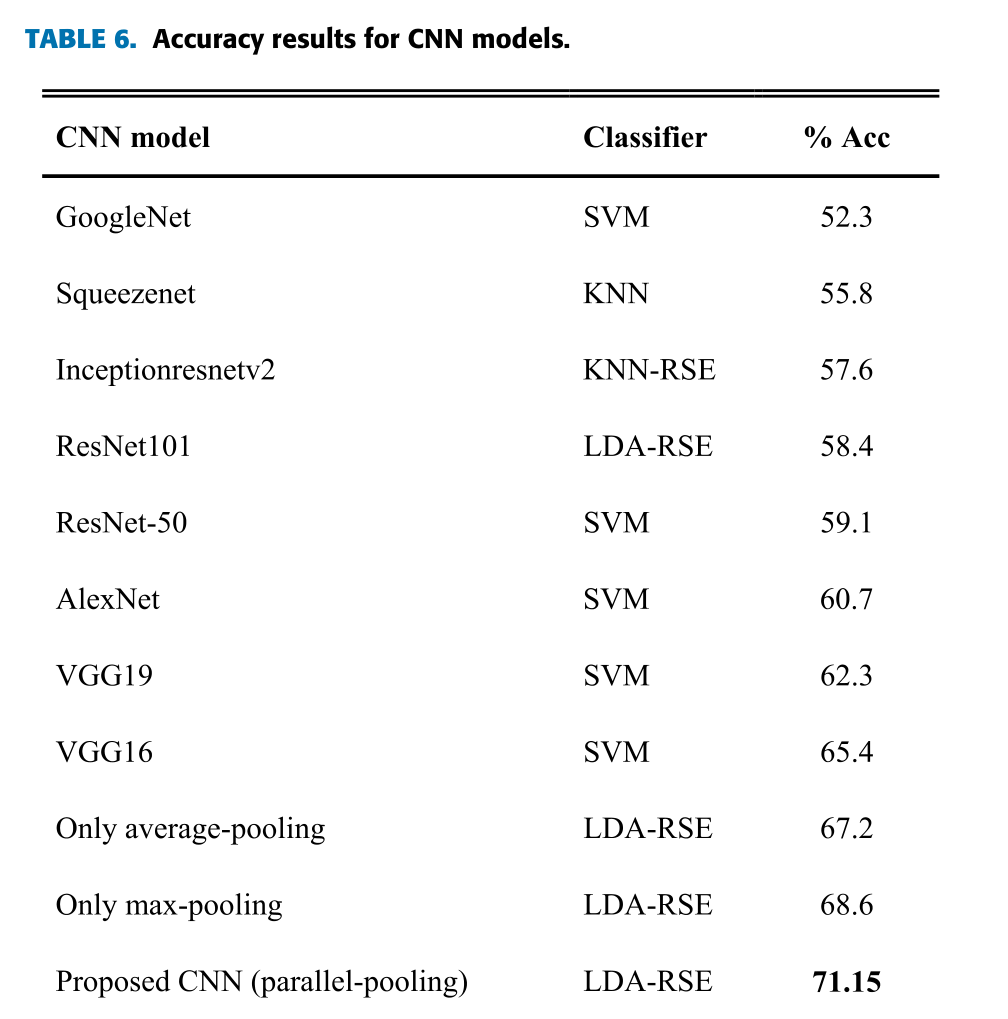 TABLE 6. Accuracy results for CNN models.
CNN model Classifier % Acc
GoogleNet SVM 52.3
Squeezenet KNN 55.8
Inceptionresnetv2 KNN-RSE 57.6
ResNet101 LDA-RSE 58.4
ResNet-50 SVM 59.1
AlexNet SVM 60.7
VGG19 SVM 62.3
VGG16 SVM 65.4
Only average-pooling LDA-RSE 67.2
Only max-pooling LDA-RSE 68.6
Proposed CNN (parallel-pooling) LDA-RSE 71.15